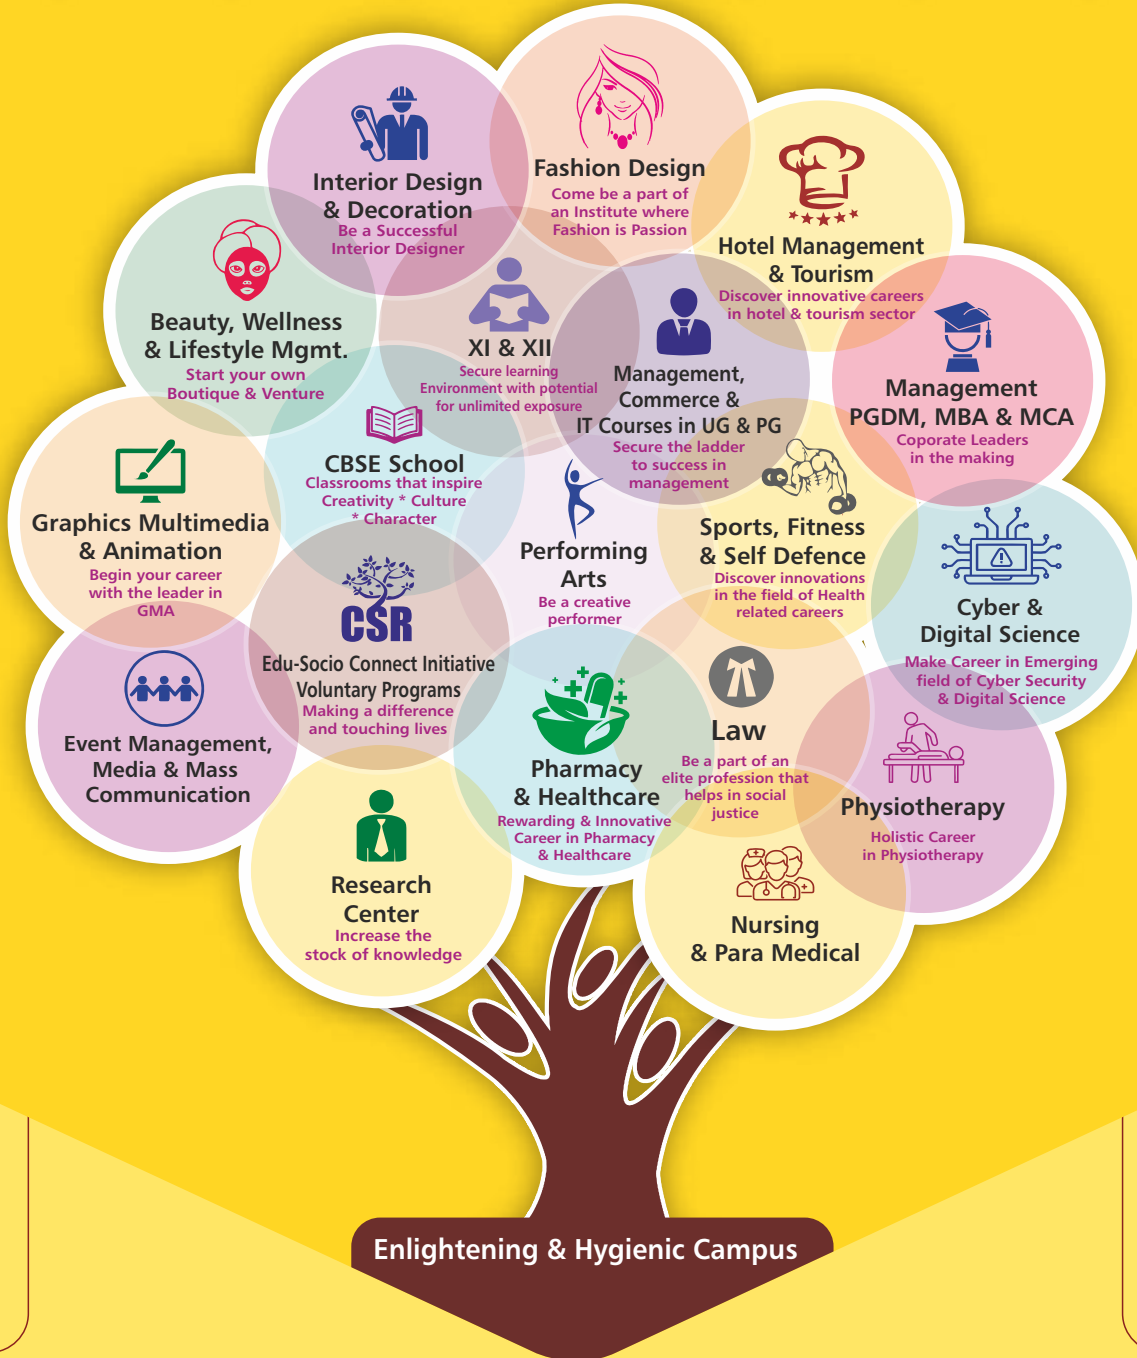 Fashion Design
Come be a part of
an Institute where
Fashion is Passion
Interior Design
& Decoration
Be a Successful
Interior Designer
Hotel Management
& Tourism
Discover innovative careers
in hotel & tourism sector
Beauty, Wellness
& Lifestyle Mgmt.
Start your own
Boutique & Venture
XI & XII
Secure learning
Environment with potential
for unlimited exposure
Management,
Commerce &
IT Courses in UG & PG
Secure the ladder
to success in
management
Management
PGDM, MBA & MCA
Coporate Leaders
in the making
CBSE School
Classrooms that inspire
Creativity * Culture
* Character
Graphics Multimedia
& Animation
Begin your career
with the leader in
GMA
Performing
Arts
Be a creative
performer
Sports, Fitness
& Self Defence
Discover innovations
in the field of Health
related careers
Cyber &
Digital Science
Make Career in Emerging
field of Cyber Security
& Digital Science
CSR
Edu-Socio Connect Initiative
Voluntary Programs
Making a difference
and touching lives
Event Management,
Media & Mass
Communication
Pharmacy
& Healthcare
Rewarding & Innovative
Career in Pharmacy
& Healthcare
Law
Be a part of an
elite profession that
helps in social
justice
Physiotherapy
Holistic Career
in Physiotherapy
Research
Center
Increase the
stock of knowledge
Nursing
& Para Medical
Enlightening & Hygienic Campus